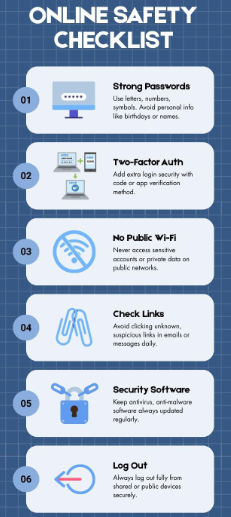 ONLINE SAFETY
CHECKLIST
01
Strong Passwords
Use letters, numbers,
symbols. Avoid personal info
like birthdays or names.
02
Two-Factor Auth
Add extra login security with
code or app verification
method.
03
No Public Wi-Fi
Never access sensitive
accounts or private data on
public networks.
04
Check Links
Avoid clicking unknown,
suspicious links in emails or
messages daily.
05
Security Software
Keep antivirus, anti-malware
software always updated
regularly.
06
Log Out
Always log out fully from
shared or public devices
securely.